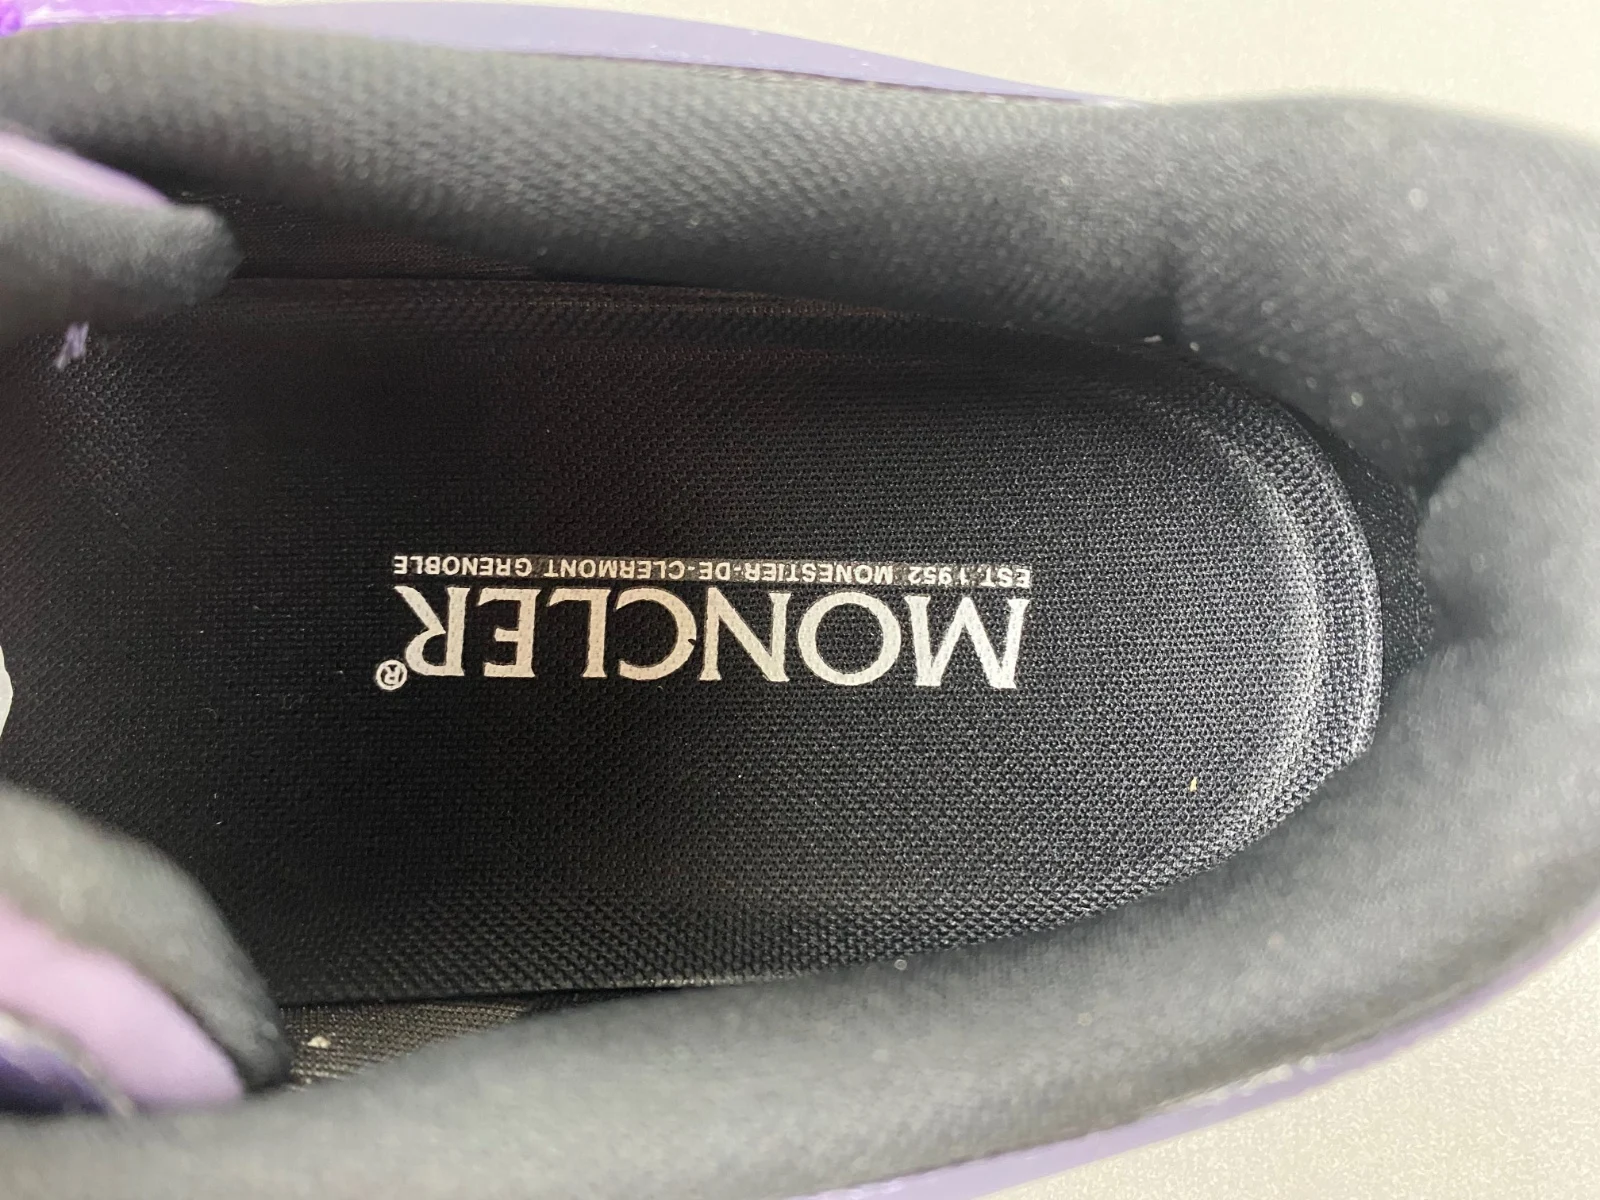 MONCLER®
EST. 1952 MONESTIER-DE-CLERMONT GRENOBLE